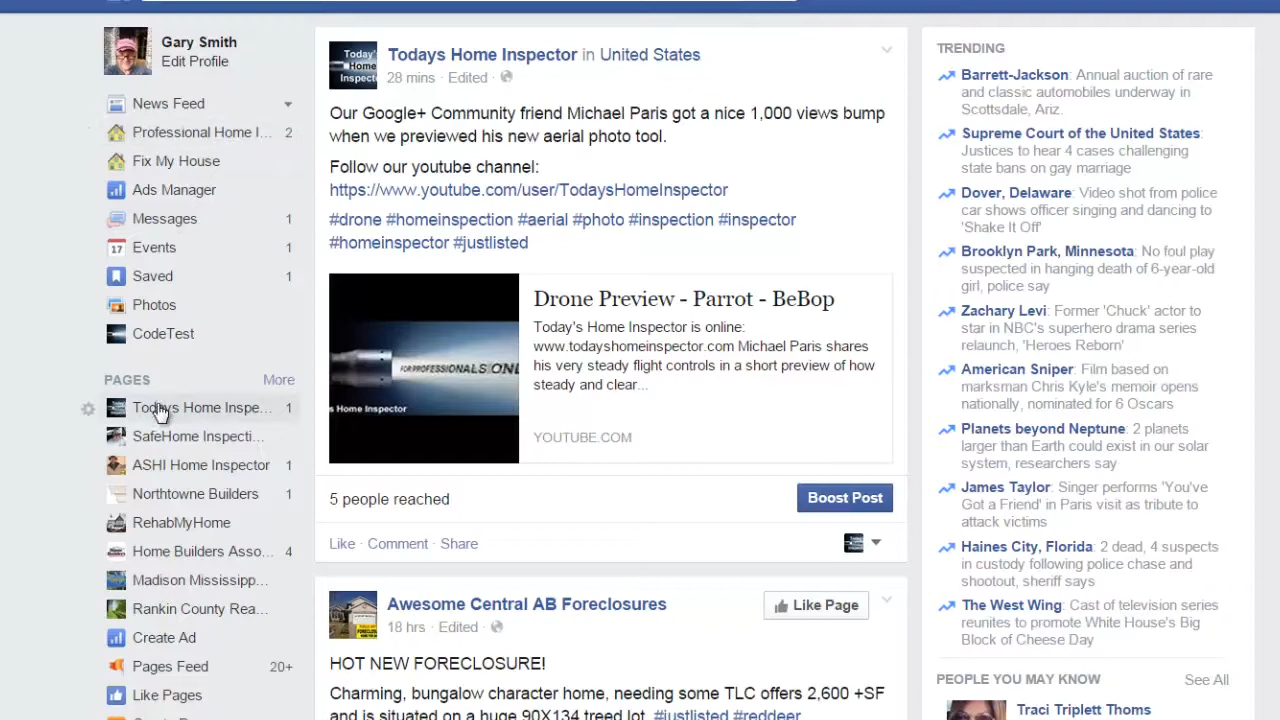 Gary Smith
Edit Profile
News Feed
Professional Home I... 2
Fix My House
Ads Manager
Messages 1
17 Events 1
Saved 1
Photos
CodeTest
PAGES More
Todays Home Inspe... 1
SafeHome Inspecti...
ASHI Home Inspector 1
Northtowne Builders 1
RehabMyHome
Home Builders Asso... 4
Madison Mississipp...
Rankin County Rea...
Create Ad
Pages Feed 20+
Like Pages
Today's
Home
Inspect
Todays Home Inspector in United States
28 mins · Edited ·
Our Google+ Community friend Michael Paris got a nice 1,000 views bump
when we previewed his new aerial photo tool.
Follow our youtube channel:
https://www.youtube.com/user/TodaysHomeInspector
#drone #homeinspection #aerial #photo #inspection #inspector
#homeinspector #justlisted
FOR PROFESSIONALS ONL
s Home Inspector
Drone Preview - Parrot - BeBop
Today's Home Inspector is online:
www.todayshomeinspector.com Michael Paris shares
his very steady flight controls in a short preview of how
steady and clear...
YOUTUBE.COM
5 people reached
Boost Post
Like · Comment · Share
Awesome Central AB Foreclosures
Like Page
18 hrs · Edited ·
HOT NEW FORECLOSURE!
Charming, bungalow character home, needing some TLC offers 2,600 +SF
and is situated on a huge 90X134 treed lot. #justlisted #reddeer
TRENDING
Barrett-Jackson: Annual auction of rare
and classic automobiles underway in
Scottsdale, Ariz.
Supreme Court of the United States:
Justices to hear 4 cases challenging
state bans on gay marriage
Dover, Delaware: Video shot from police
car shows officer singing and dancing to
'Shake It Off'
Brooklyn Park, Minnesota: No foul play
suspected in hanging death of 6-year-old
girl, police say
Zachary Levi: Former 'Chuck' actor to
star in NBC's superhero drama series
relaunch, 'Heroes Reborn'
American Sniper: Film based on
marksman Chris Kyle's memoir opens
nationally, nominated for 6 Oscars
Planets beyond Neptune: 2 planets
larger than Earth could exist in our solar
system, researchers say
James Taylor: Singer performs 'You've
Got a Friend' in Paris visit as tribute to
attack victims
Haines City, Florida: 2 dead, 4 suspects
in custody following police chase and
shootout, sheriff says
The West Wing: Cast of television series
reunites to promote White House's Big
Block of Cheese Day
PEOPLE YOU MAY KNOW See All
Traci Triplett Thoms